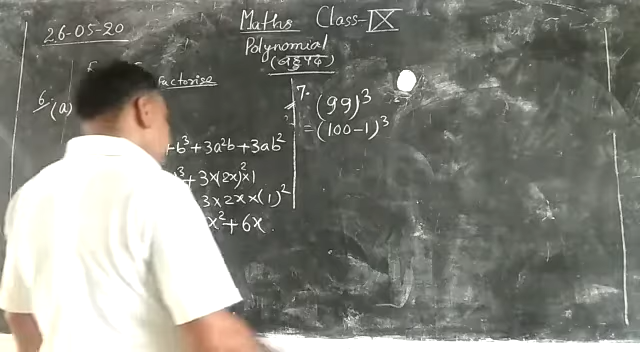 26-05-20
Maths Class-IX
Polynomial
(बहुपद)
Factorise
6. (a)
+b³+3a²b+3ab²
³+3×(2x)²×1
3×2x×(1)²
x²+6x
7. (99)³
=(100-1)³